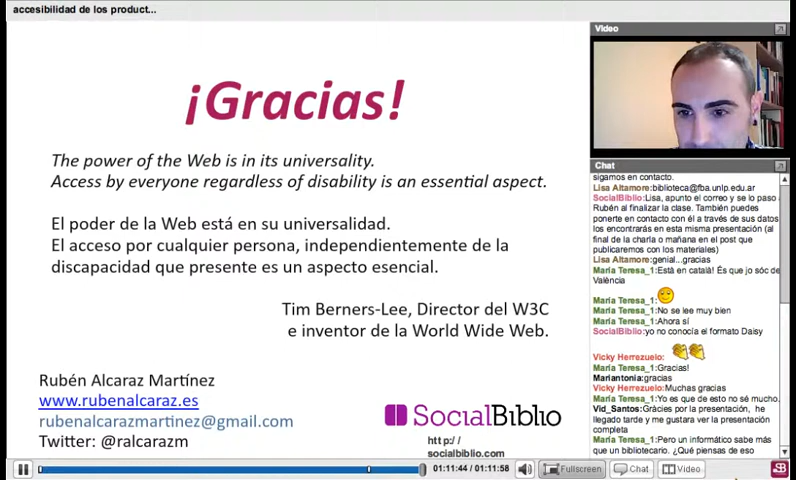 accesibilidad de los product...
¡Gracias!
The power of the Web is in its universality.
Access by everyone regardless of disability is an essential aspect.
El poder de la Web está en su universalidad.
El acceso por cualquier persona, independientemente de la
discapacidad que presente es un aspecto esencial.
Tim Berners-Lee, Director del W3C
e inventor de la World Wide Web.
Rubén Alcaraz Martínez
www.rubenalcaraz.es
rubenalcarazmartinez@gmail.com
Twitter: @ralcarazm
SocialBiblio
http://
socialbiblio.com
Video
Chat
sigamos en contacto.
Lisa Altamore:biblioteca@fba.unlp.edu.ar
SocialBiblio:Lisa, apunto el correo y se lo paso a
Rubén al finalizar la clase. También puedes
ponerte en contacto con él a través de sus datos
los encontrarás en esta misma presentación (al
final de la charla o mañana en el post que
publicaremos con los materiales)
Lisa Altamore:genial...gracias
María Teresa_1:Está en català! És que jo sóc de
València
María Teresa_1:
María Teresa_1:No se lee muy bien
María Teresa_1:Ahora sí
SocialBiblio:yo no conocía el formato Daisy
Vicky Herrezuelo:
María Teresa_1:Gracias!
Mariantonia:gracias
Vicky Herrezuelo:Muchas gracias
María Teresa_1:Yo es que de esto no sé mucho.
Vid_Santos:Grácies por la presentación, he
llegado tarde y me gustara ver la presentación
completa
María Teresa_1:Pero un informático sabe más
que un bibliotecario. ¿Qué piensas de eso
01:11:44 / 01:11:58
Fullscreen
Chat
Video